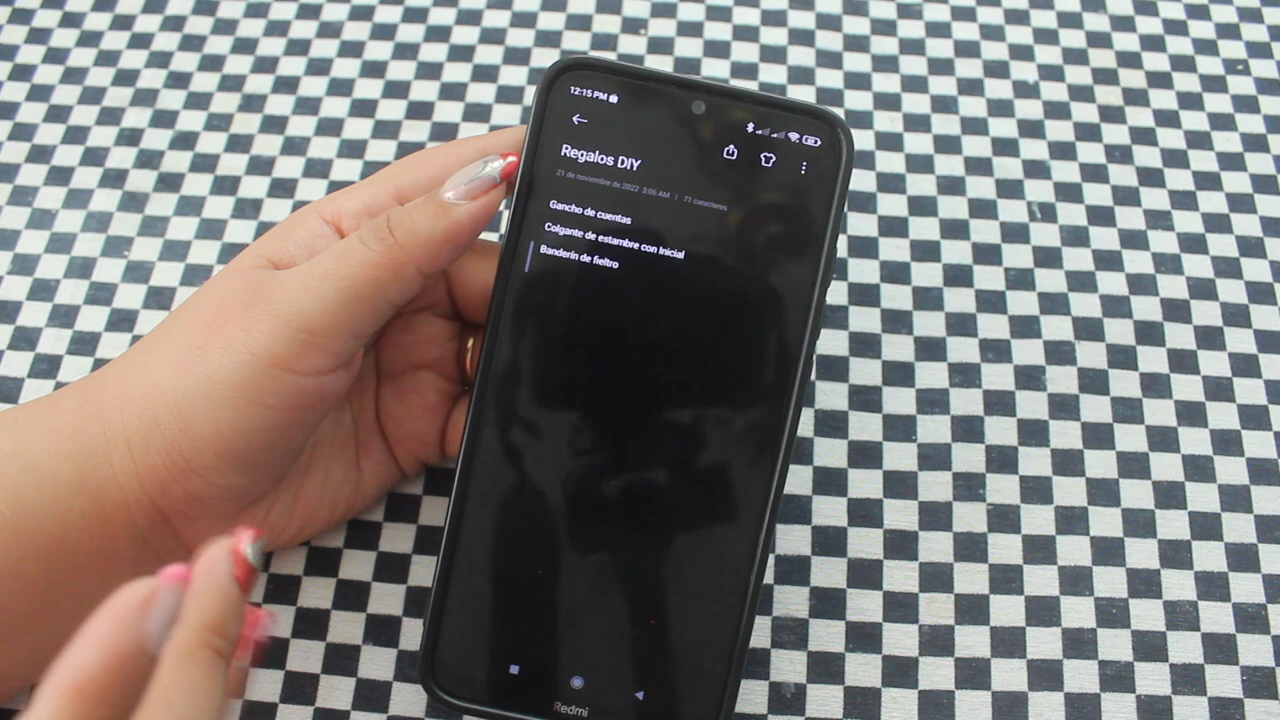 12:15 PM
Regalos DIY
21 de noviembre de 2022 3:06 AM | 71 caracteres
Gancho de cuentas
Colgante de estambre con Inicial
Banderín de fieltro
Redmi